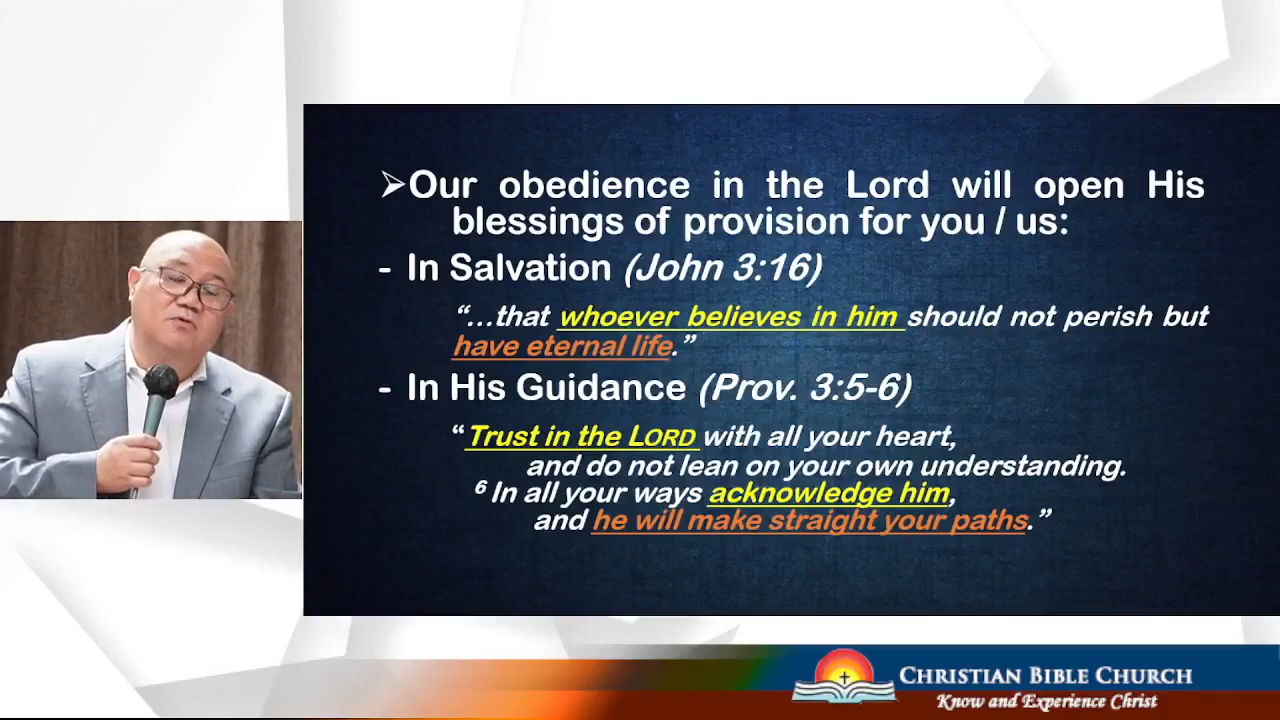 ➢Our obedience in the Lord will open His
blessings of provision for you / us:
- In Salvation (John 3:16)
“...that whoever believes in him should not perish but
have eternal life.”
- In His Guidance (Prov. 3:5-6)
“Trust in the LORD with all your heart,
and do not lean on your own understanding.
6 In all your ways acknowledge him,
and he will make straight your paths.”
CHRISTIAN BIBLE CHURCH
Know and Experience Christ